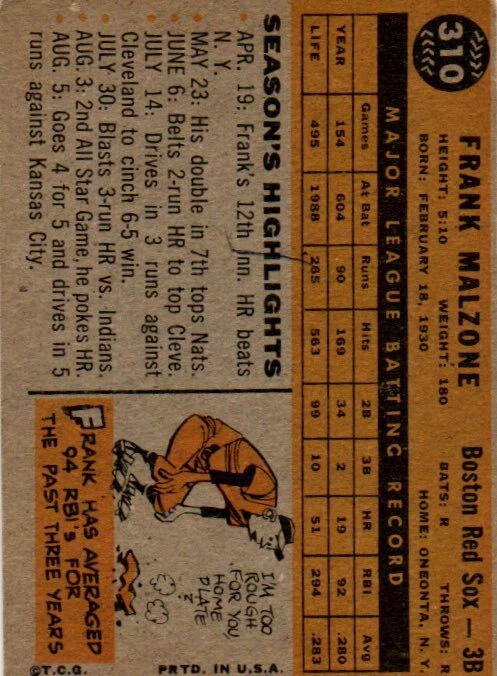 310
FRANK MALZONE Boston Red Sox — 3B
HEIGHT: 5:10 WEIGHT: 180 BATS: R THROWS: R
BORN: FEBRUARY 18, 1930 HOME: ONEONTA, N. Y.
MAJOR LEAGUE BATTING RECORD
Games At Bat Runs Hits 2B 3B HR RBI Avg
YEAR 154 604 90 169 34 2 19 92 .280
LIFE 495 1988 265 563 99 10 51 294 .283
SEASON'S HIGHLIGHTS
• APR. 19: Frank's 12th Inn. HR beats
N. Y.
MAY 23: His double in 7th tops Nats.
• JUNE 6: Belts 2-run HR to top Cleve.
• JULY 14: Drives in 3 runs against
Cleveland to cinch 6-5 win.
• JULY 30: Blasts 3-run HR vs. Indians.
• AUG. 3: 2nd All Star Game, he pokes HR.
• AUG. 5: Goes 4 for 5 and drives in 5
runs against Kansas City.
I'M TOO
ROUGH
FOR YOU,
HOME
PLATE
?
FRANK HAS AVERAGED
94 RBI's FOR
THE PAST THREE YEARS
©T.C.G. PRTD. IN U.S.A.